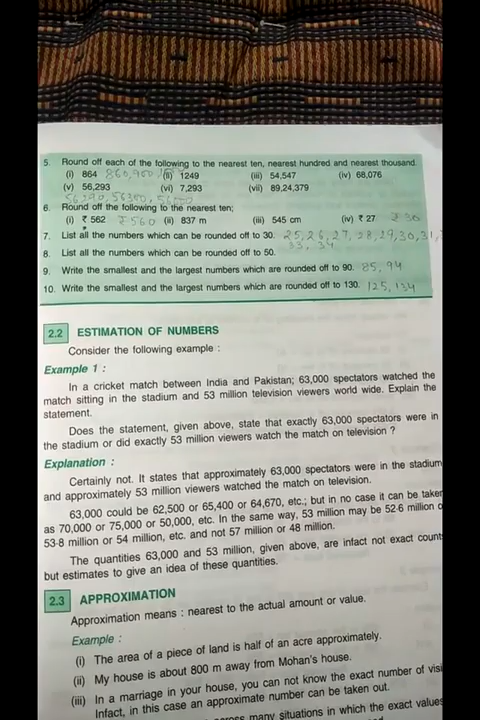 5. Round off each of the following to the nearest ten, nearest hundred and nearest thousand.
(i) 864 860,900 (ii) 1249 (iii) 54,547 (iv) 68,076
(v) 56,293 (vi) 7,293 (vii) 89,24,379
56290, 56300, 56000
6. Round off the following to the nearest ten;
(i) ₹ 562 ₹560 (ii) 837 m (iii) 545 cm (iv) ₹ 27 ₹30
7. List all the numbers which can be rounded off to 30. 25,26,27,28,29,30,31,
33, 34
8. List all the numbers which can be rounded off to 50.
9. Write the smallest and the largest numbers which are rounded off to 90. 85,94
10. Write the smallest and the largest numbers which are rounded off to 130. 125,134
2.2 ESTIMATION OF NUMBERS
Consider the following example :
Example 1 :
In a cricket match between India and Pakistan; 63,000 spectators watched the
match sitting in the stadium and 53 million television viewers world wide. Explain the
statement.
Does the statement, given above, state that exactly 63,000 spectators were in
the stadium or did exactly 53 million viewers watch the match on television ?
Explanation :
Certainly not. It states that approximately 63,000 spectators were in the stadium
and approximately 53 million viewers watched the match on television.
63,000 could be 62,500 or 65,400 or 64,670, etc.; but in no case it can be taken
as 70,000 or 75,000 or 50,000, etc. In the same way, 53 million may be 52·6 million o
53·8 million or 54 million, etc. and not 57 million or 48 million.
The quantities 63,000 and 53 million, given above, are infact not exact count
but estimates to give an idea of these quantities.
2.3 APPROXIMATION
Approximation means : nearest to the actual amount or value.
Example :
(i) The area of a piece of land is half of an acre approximately.
(ii) My house is about 800 m away from Mohan's house.
(iii) In a marriage in your house, you can not know the exact number of visi
Infact, in this case an approximate number can be taken out.
across many situations in which the exact values